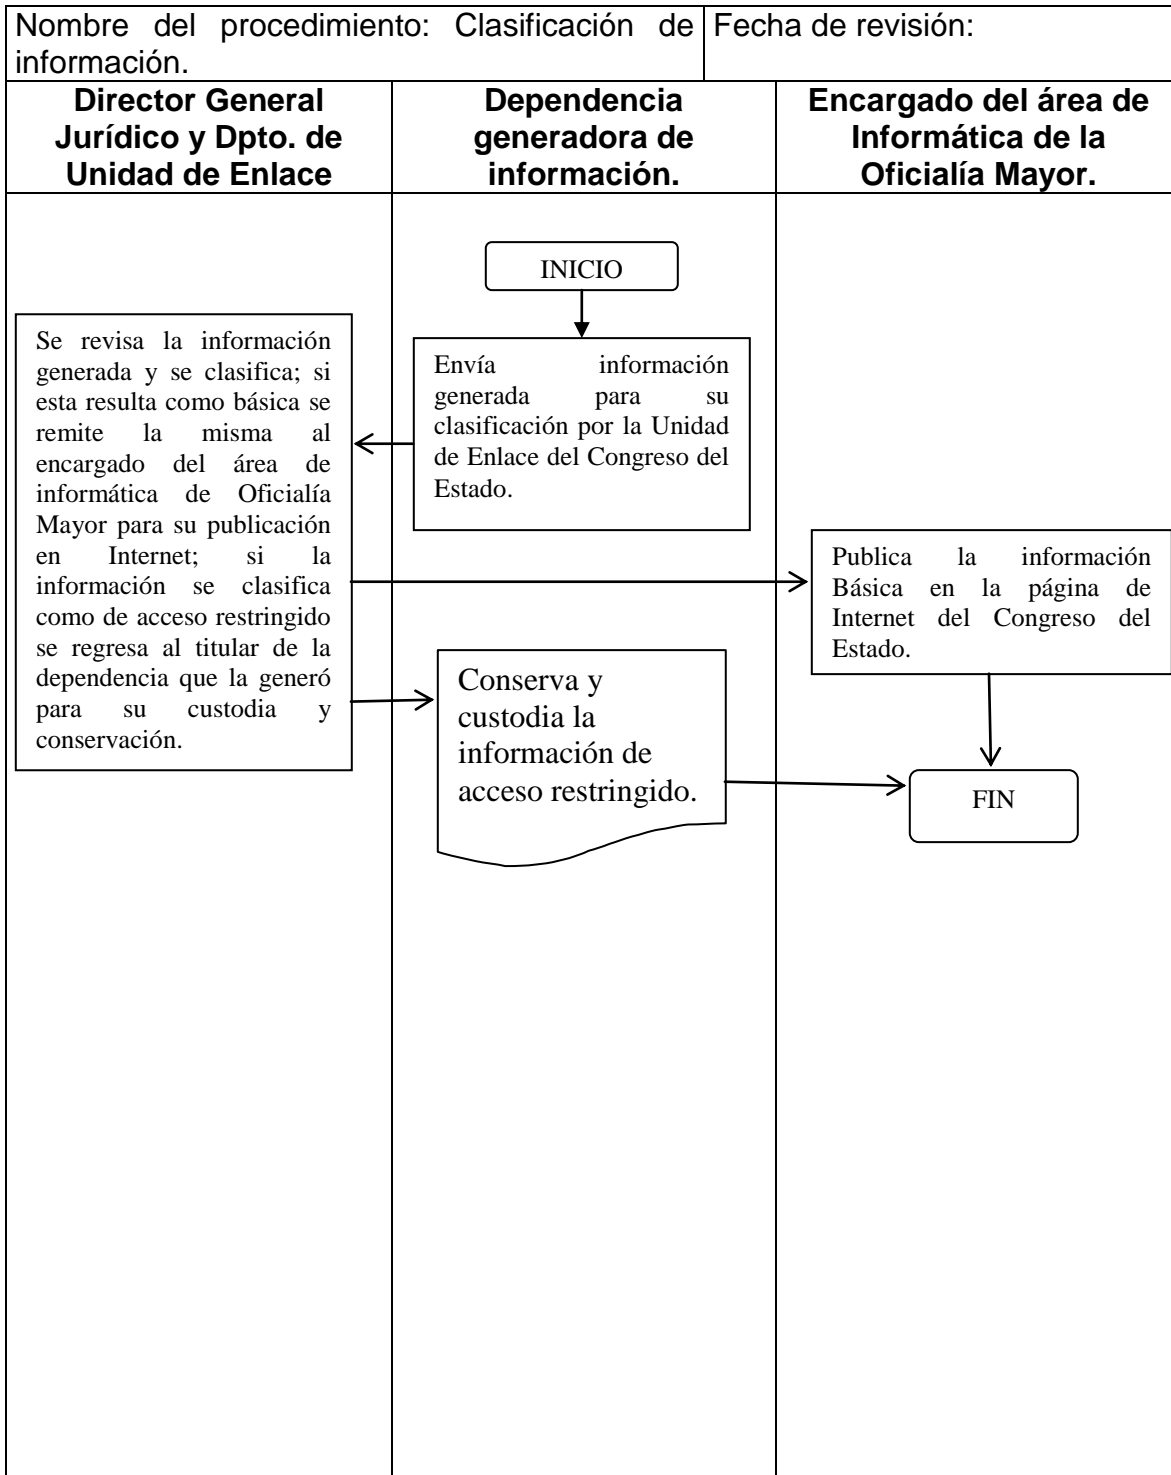 Nombre del procedimiento: Clasificación de
información.
Fecha de revisión:
Director General
Jurídico y Dpto. de
Unidad de Enlace
Dependencia
generadora de
información.
Encargado del área de
Informática de la
Oficialía Mayor.
INICIO
Se revisa la información
generada y se clasifica; si
esta resulta como básica se
remite la misma al
encargado del área de
informática de Oficialía
Mayor para su publicación
en Internet; si la
información se clasifica
como de acceso restringido
se regresa al titular de la
dependencia que la generó
para su custodia y
conservación.
Envía información
generada para su
clasificación por la Unidad
de Enlace del Congreso del
Estado.
Publica la información
Básica en la página de
Internet del Congreso del
Estado.
Conserva y
custodia la
información de
acceso restringido.
FIN